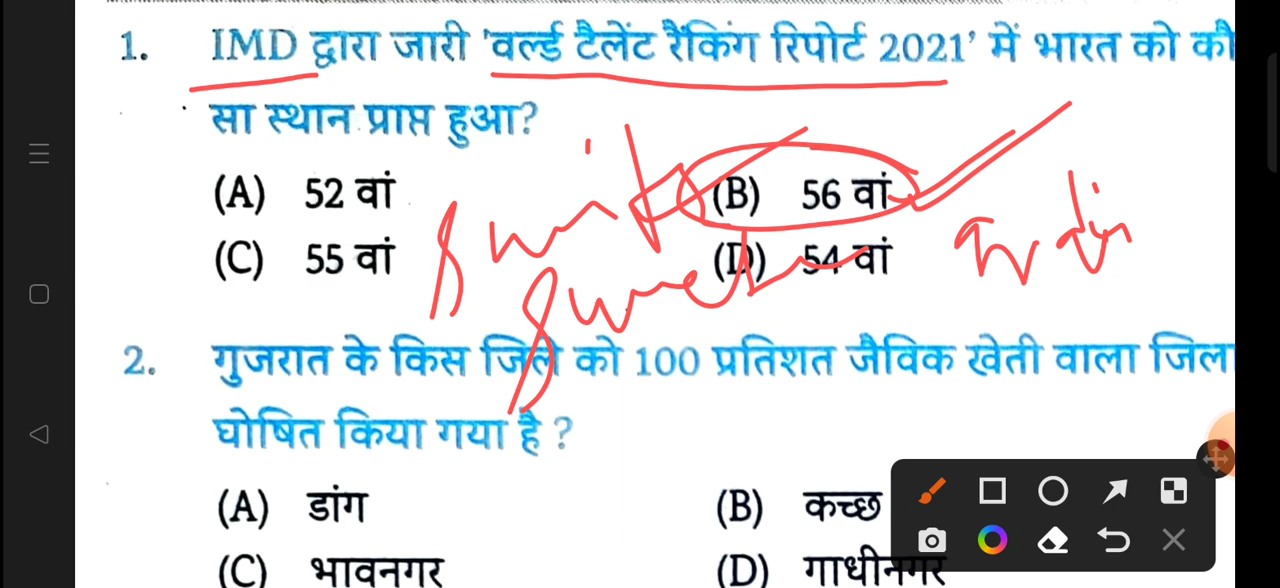 1. IMD द्वारा जारी 'वर्ल्ड टैलेंट रैंकिंग रिपोर्ट 2021' में भारत को कौ
सा स्थान प्राप्त हुआ?
(A) 52 वां (B) 56 वां
(C) 55 वां (D) 54 वां
2. गुजरात के किस जिले को 100 प्रतिशत जैविक खेती वाला जिला
घोषित किया गया है ?
(A) डांग (B) कच्छ
(C) भावनगर (D) गाधीनगर